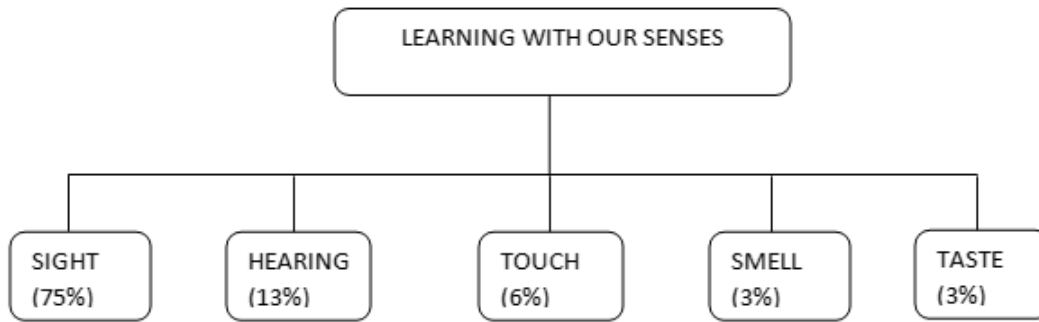 LEARNING WITH OUR SENSES
SIGHT
(75%)
HEARING
(13%)
TOUCH
(6%)
SMELL
(3%)
TASTE
(3%)